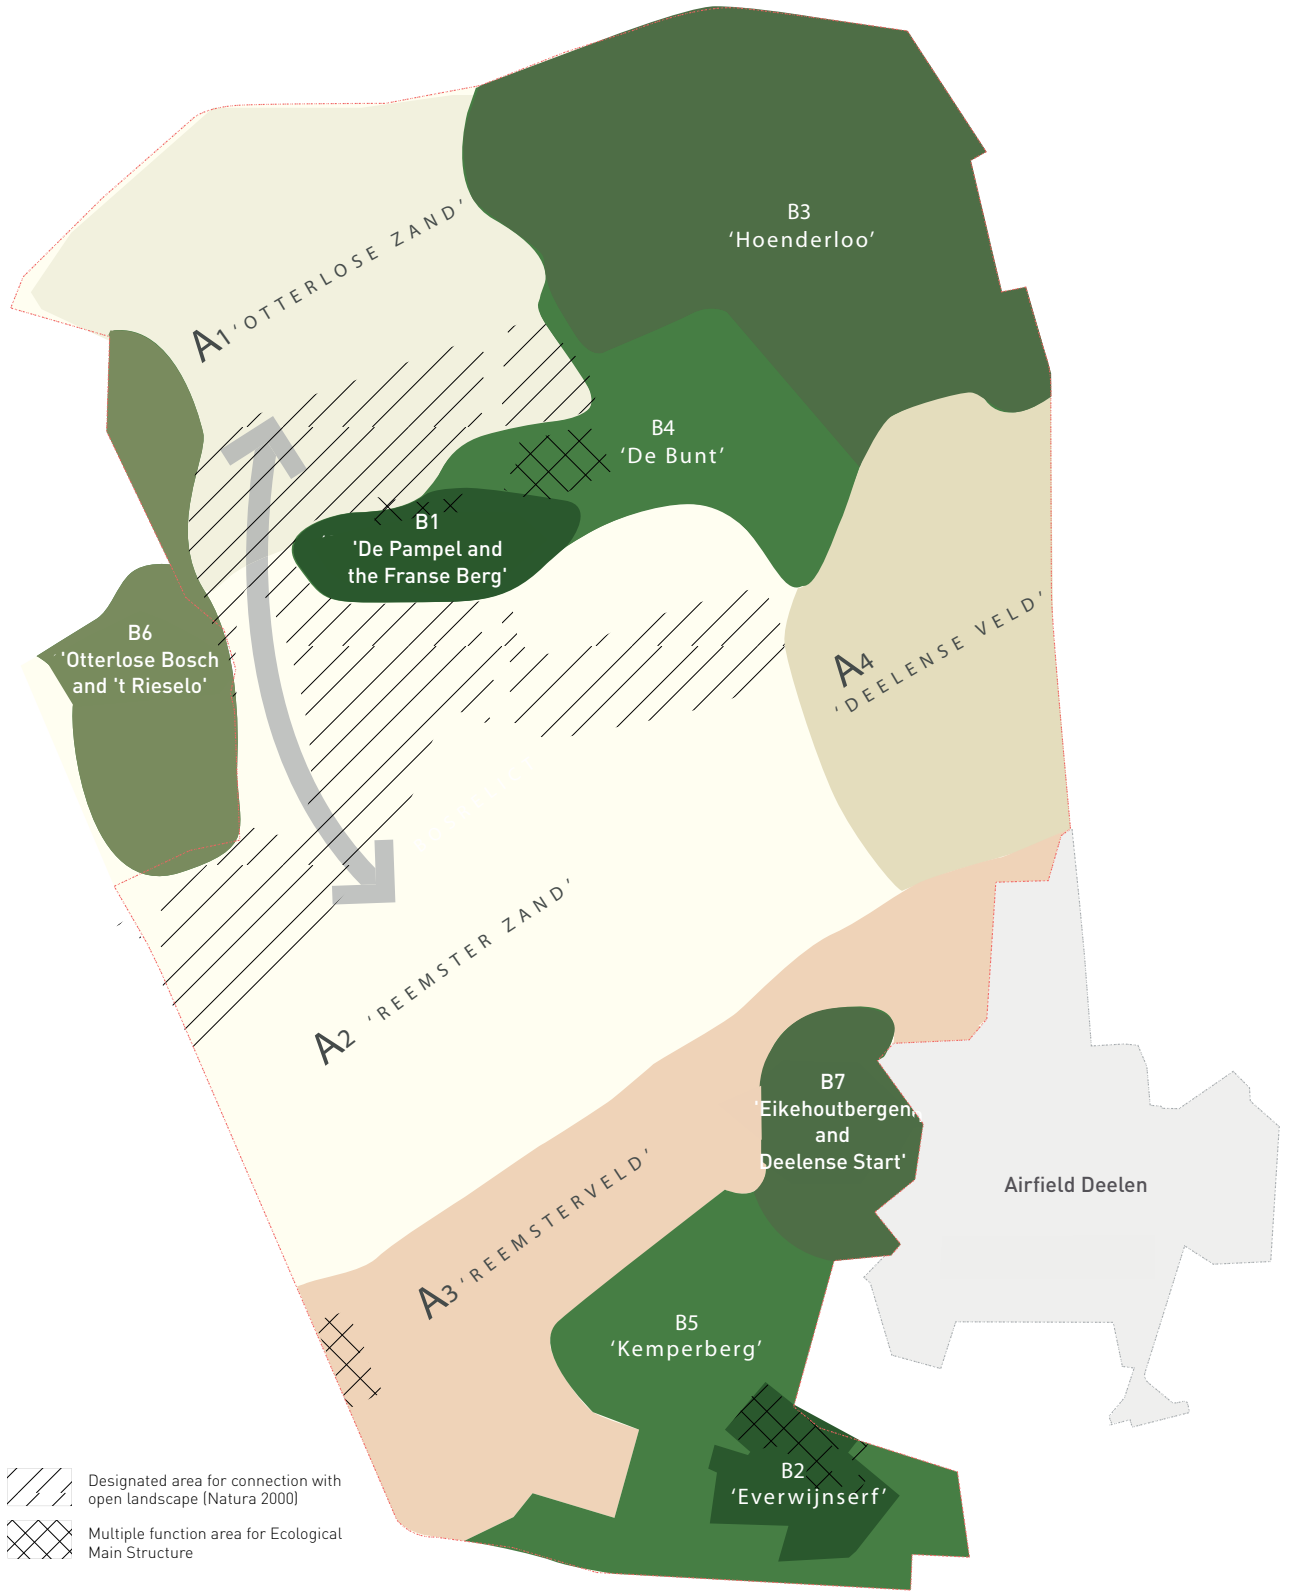 B3
‘Hoenderloo’
A1 ‘OTTERLOSE ZAND’
B4
‘De Bunt’
B1
'De Pampel and
the Franse Berg'
B6
'Otterlose Bosch
and 't Rieselo'
A4
‘DEELENSE VELD’
A2 ‘REEMSTER ZAND’
B7
'Eikehoutbergen
and
Deelense Start'
Airfield Deelen
A3 ‘REEMSTERVELD’
B5
‘Kemperberg’
B2
‘Everwijnserf’
Designated area for connection with
open landscape (Natura 2000)
Multiple function area for Ecological
Main Structure